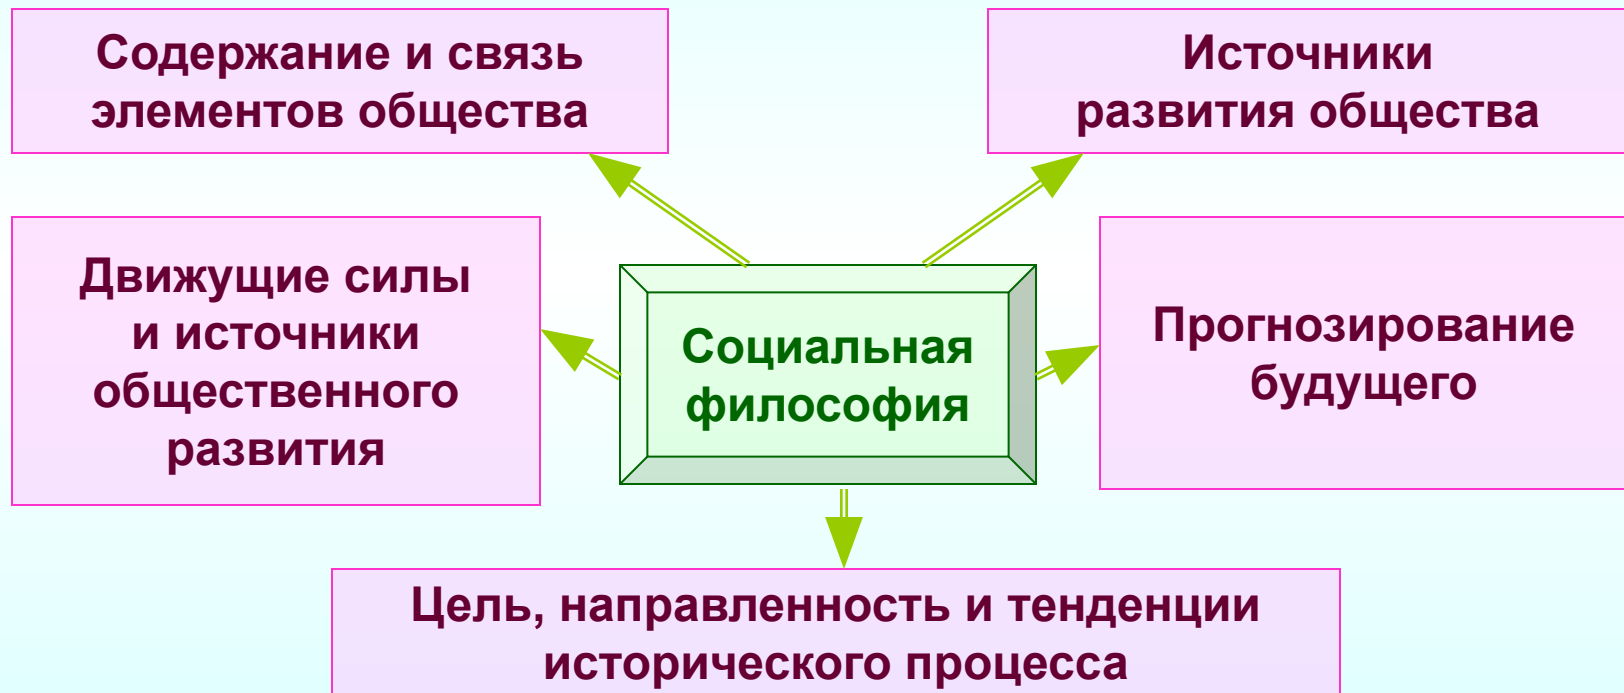 Содержание и связь
элементов общества
Источники
развития общества
Движущие силы
и источники
общественного
развития
Социальная
философия
Прогнозирование
будущего
Цель, направленность и тенденции
исторического процесса